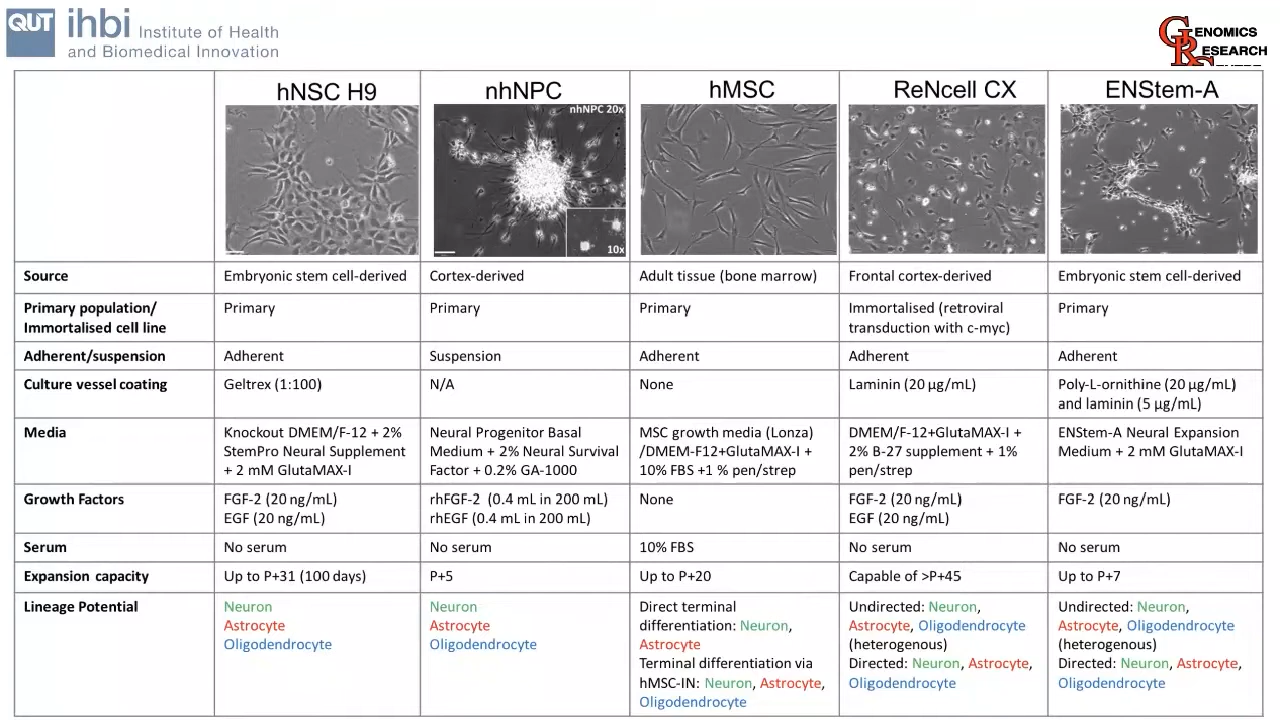 QUT ihbi Institute of Health
and Biomedical Innovation
GENOMICS
RESEARCH
hNSC H9
nhNPC
hMSC
ReNcell CX
ENStem-A
nhNPC 20x
10x
Source
Embryonic stem cell-derived
Cortex-derived
Adult tissue (bone marrow)
Frontal cortex-derived
Embryonic stem cell-derived
Primary population/
Immortalised cell line
Primary
Primary
Primary
Immortalised (retroviral
transduction with c-myc)
Primary
Adherent/suspension
Adherent
Suspension
Adherent
Adherent
Adherent
Culture vessel coating
Geltrex (1:100)
N/A
None
Laminin (20 µg/mL)
Poly-L-ornithine (20 µg/mL)
and laminin (5 µg/mL)
Media
Knockout DMEM/F-12 + 2%
StemPro Neural Supplement
+ 2 mM GlutaMAX-I
Neural Progenitor Basal
Medium + 2% Neural Survival
Factor + 0.2% GA-1000
MSC growth media (Lonza)
/DMEM-F12+GlutaMAX-I +
10% FBS +1 % pen/strep
DMEM/F-12+GlutaMAX-I +
2% B-27 supplement + 1%
pen/strep
ENStem-A Neural Expansion
Medium + 2 mM GlutaMAX-I
Growth Factors
FGF-2 (20 ng/mL)
EGF (20 ng/mL)
rhFGF-2 (0.4 mL in 200 mL)
rhEGF (0.4 mL in 200 mL)
None
FGF-2 (20 ng/mL)
EGF (20 ng/mL)
FGF-2 (20 ng/mL)
Serum
No serum
No serum
10% FBS
No serum
No serum
Expansion capacity
Up to P+31 (100 days)
P+5
Up to P+20
Capable of >P+45
Up to P+7
Lineage Potential
Neuron
Astrocyte
Oligodendrocyte
Neuron
Astrocyte
Oligodendrocyte
Direct terminal
differentiation: Neuron,
Astrocyte
Terminal differentiation via
hMSC-IN: Neuron, Astrocyte,
Oligodendrocyte
Undirected: Neuron,
Astrocyte, Oligodendrocyte
(heterogenous)
Directed: Neuron, Astrocyte,
Oligodendrocyte
Undirected: Neuron,
Astrocyte, Oligodendrocyte
(heterogenous)
Directed: Neuron, Astrocyte,
Oligodendrocyte